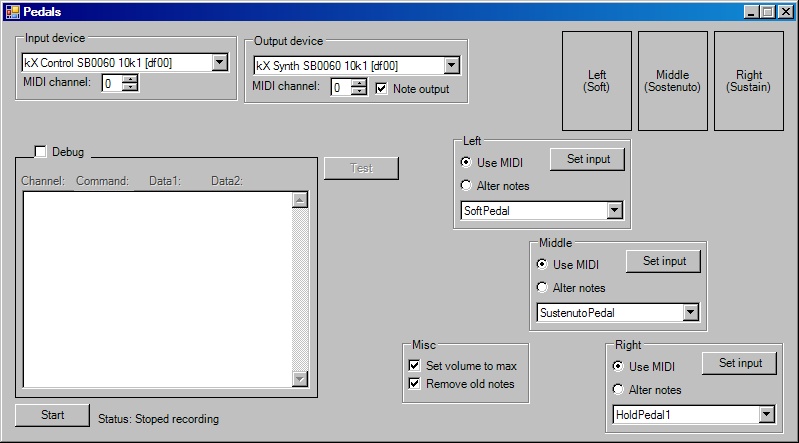 Pedals
Input device
kX Control SB0060 10k1 [df00]
MIDI channel: 0
Output device
kX Synth SB0060 10k1 [df00]
MIDI channel: 0 Note output
Left
(Soft)
Middle
(Sostenuto)
Right
(Sustain)
Debug
Channel: Command: Data1: Data2:
Test
Left
Use MIDI Set input
Alter notes
SoftPedal
Middle
Use MIDI Set input
Alter notes
SustenutoPedal
Misc
Set volume to max
Remove old notes
Right
Use MIDI Set input
Alter notes
HoldPedal1
Start Status: Stoped recording